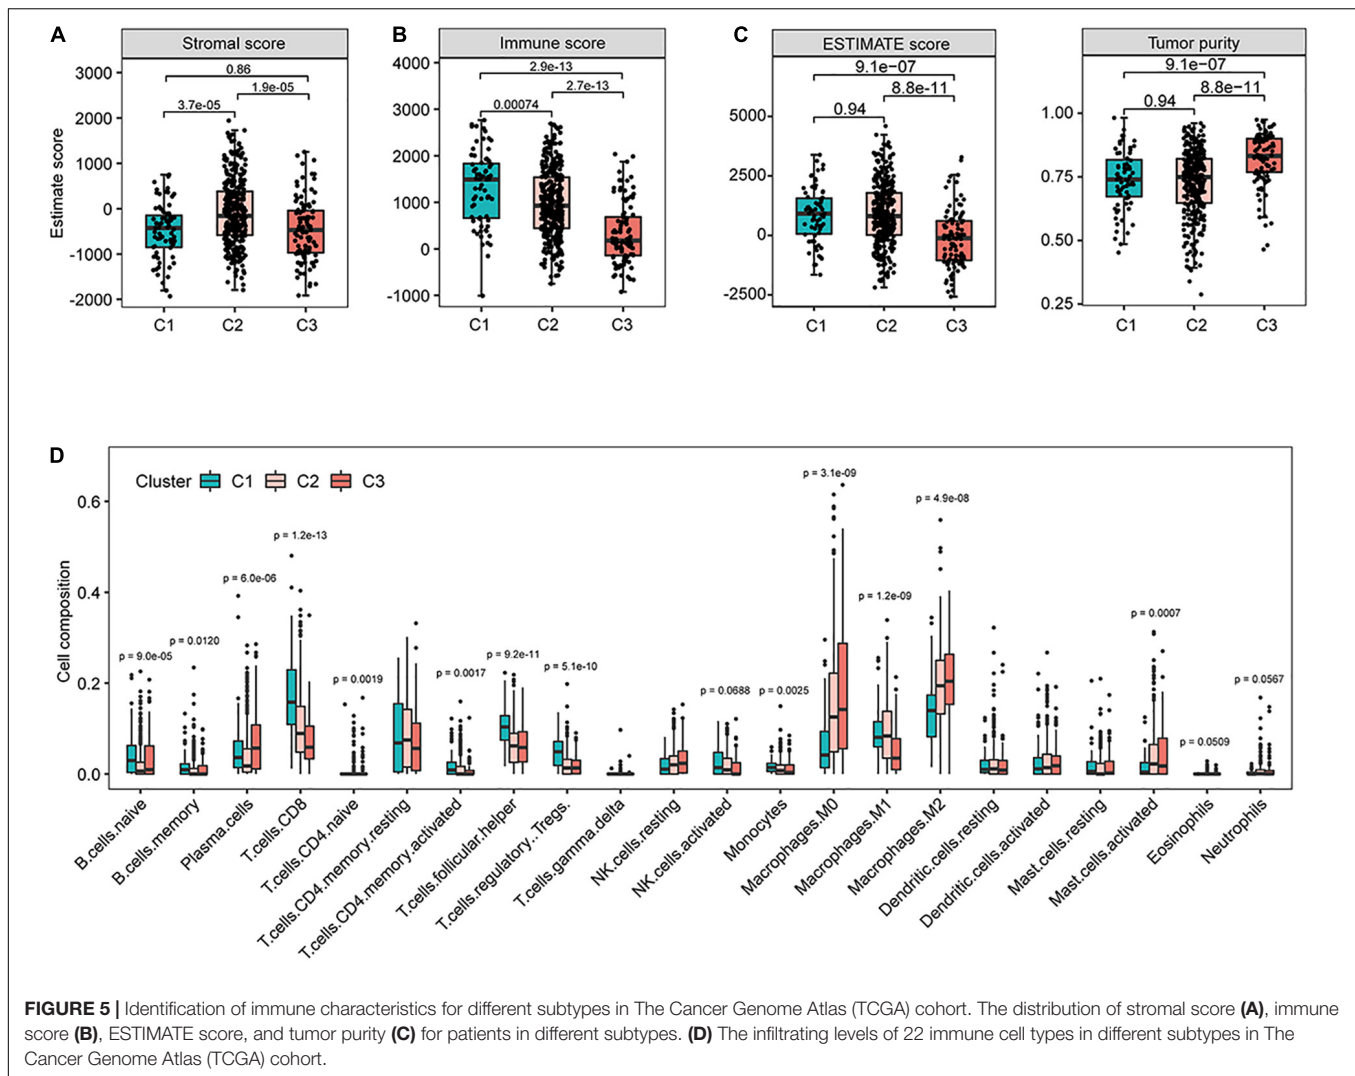 A
Stromal score
B
Immune score
C
ESTIMATE score
Tumor purity
Estimate score
3000
2000
1000
0
-1000
-2000
0.86
1.9e-05
3.7e-05
C1 C2 C3
4000
3000
2000
1000
0
-1000
2.9e-13
2.7e-13
0.00074
C1 C2 C3
5000
2500
0
-2500
9.1e−07
8.8e-11
0.94
C1 C2 C3
1.00
0.75
0.50
0.25
9.1e-07
8.8e−11
0.94
C1 C2 C3
D
Cluster C1 C2 C3
Cell composition
0.6
0.4
0.2
0.0
p = 9.0e-05
p = 0.0120
p = 6.0e-06
p = 1.2e-13
p = 0.0019
p = 0.0017
p = 9.2e-11
p = 5.1e-10
p = 0.0688
p = 0.0025
p = 3.1e-09
p = 1.2e-09
p = 4.9e-08
p = 0.0007
p = 0.0509
p = 0.0567
B.cells.naive
B.cells.memory
Plasma.cells
T.cells.CD8
T.cells.CD4.naive
T.cells.CD4.memory.resting
T.cells.CD4.memory.activated
T.cells.follicular.helper
T.cells.regulatory..Tregs.
T.cells.gamma.delta
NK.cells.resting
NK.cells.activated
Monocytes
Macrophages.M0
Macrophages.M1
Macrophages.M2
Dendritic.cells.resting
Dendritic.cells.activated
Mast.cells.resting
Mast.cells.activated
Eosinophils
Neutrophils
FIGURE 5 | Identification of immune characteristics for different subtypes in The Cancer Genome Atlas (TCGA) cohort. The distribution of stromal score (A), immune
score (B), ESTIMATE score, and tumor purity (C) for patients in different subtypes. (D) The infiltrating levels of 22 immune cell types in different subtypes in The
Cancer Genome Atlas (TCGA) cohort.